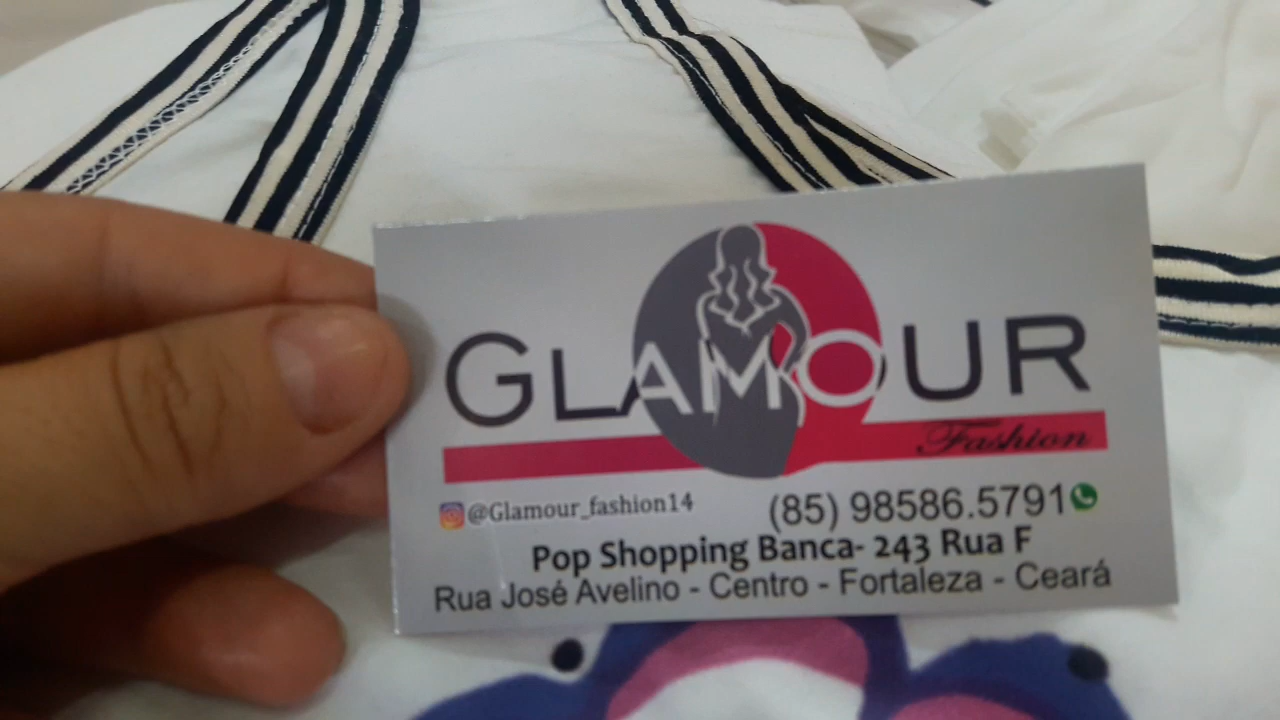 GLAMOUR
Fashion
@Glamour_fashion14
(85) 98586.5791
Pop Shopping Banca- 243 Rua F
Rua José Avelino - Centro - Fortaleza - Ceará